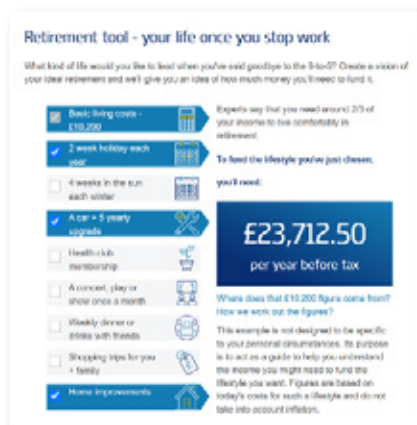 Retirement tool - your life once you stop work
What kind of life would you like to lead when you've said goodbye to the 9-to-5? Create a vision of
your ideal retirement and we'll give you an idea of how much money you'll need to fund it.
Basic living costs -
£10,200
2 week holiday each
year
4 weeks in the sun
each winter
A car + 5 yearly
upgrade
Health club
membership
A concert, play or
show once a month
Weekly dinner or
drinks with friends
Shopping trips for you
+ family
Home improvements
Experts say that you need around 2/3 of
your income to live comfortably in
retirement.
To fund the lifestyle you've just chosen,
you'll need:
£23,712.50
per year before tax
Where does that £10,200 figure come from?
How we work out the figures?
This example is not designed to be specific
to your personal circumstances. Its purpose
is to act as a guide to help you understand
the income you might need to fund the
lifestyle you want. Figures are based on
today's costs for such a lifestyle and do not
take into account inflation.